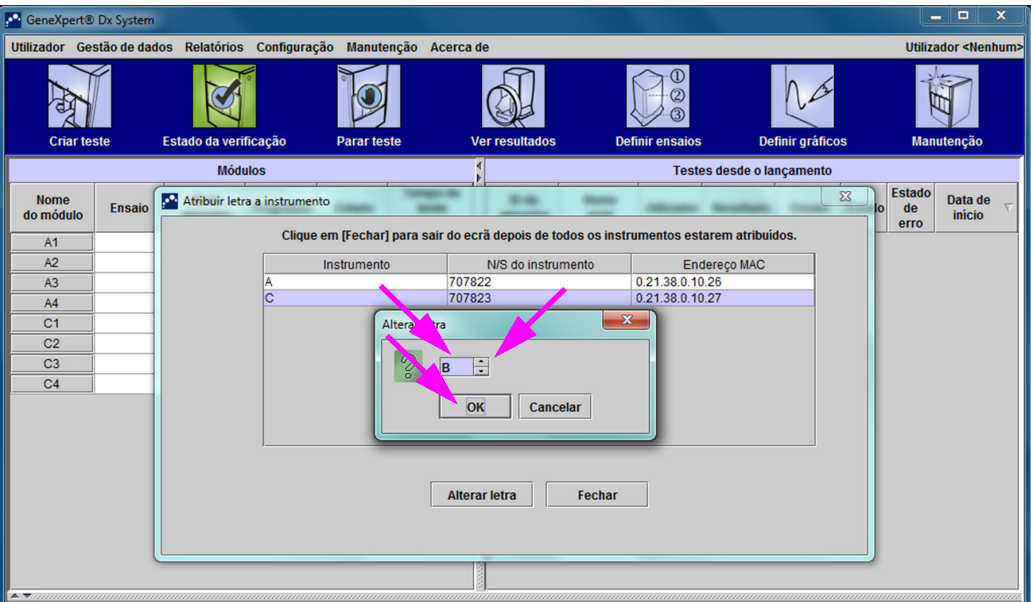 GeneXpert® Dx System
Utilizador Gestão de dados Relatórios Configuração Manutenção Acerca de Utilizador <Nenhum>
Criar teste Estado da verificação Parar teste Ver resultados Definir ensaios Definir gráficos Manutenção
Módulos Testes desde o lançamento
Nome do módulo
Ensaio
Estado de erro
Data de início
A1
A2
A3
A4
C1
C2
C3
C4
Atribuir letra a instrumento
Clique em [Fechar] para sair do ecrã depois de todos os instrumentos estarem atribuidos.
Instrumento N/S do instrumento Endereço MAC
A 707822 0.21.38.0.10.26
C 707823 0.21.38.0.10.27
B
OK Cancelar
Alterar letra Fechar